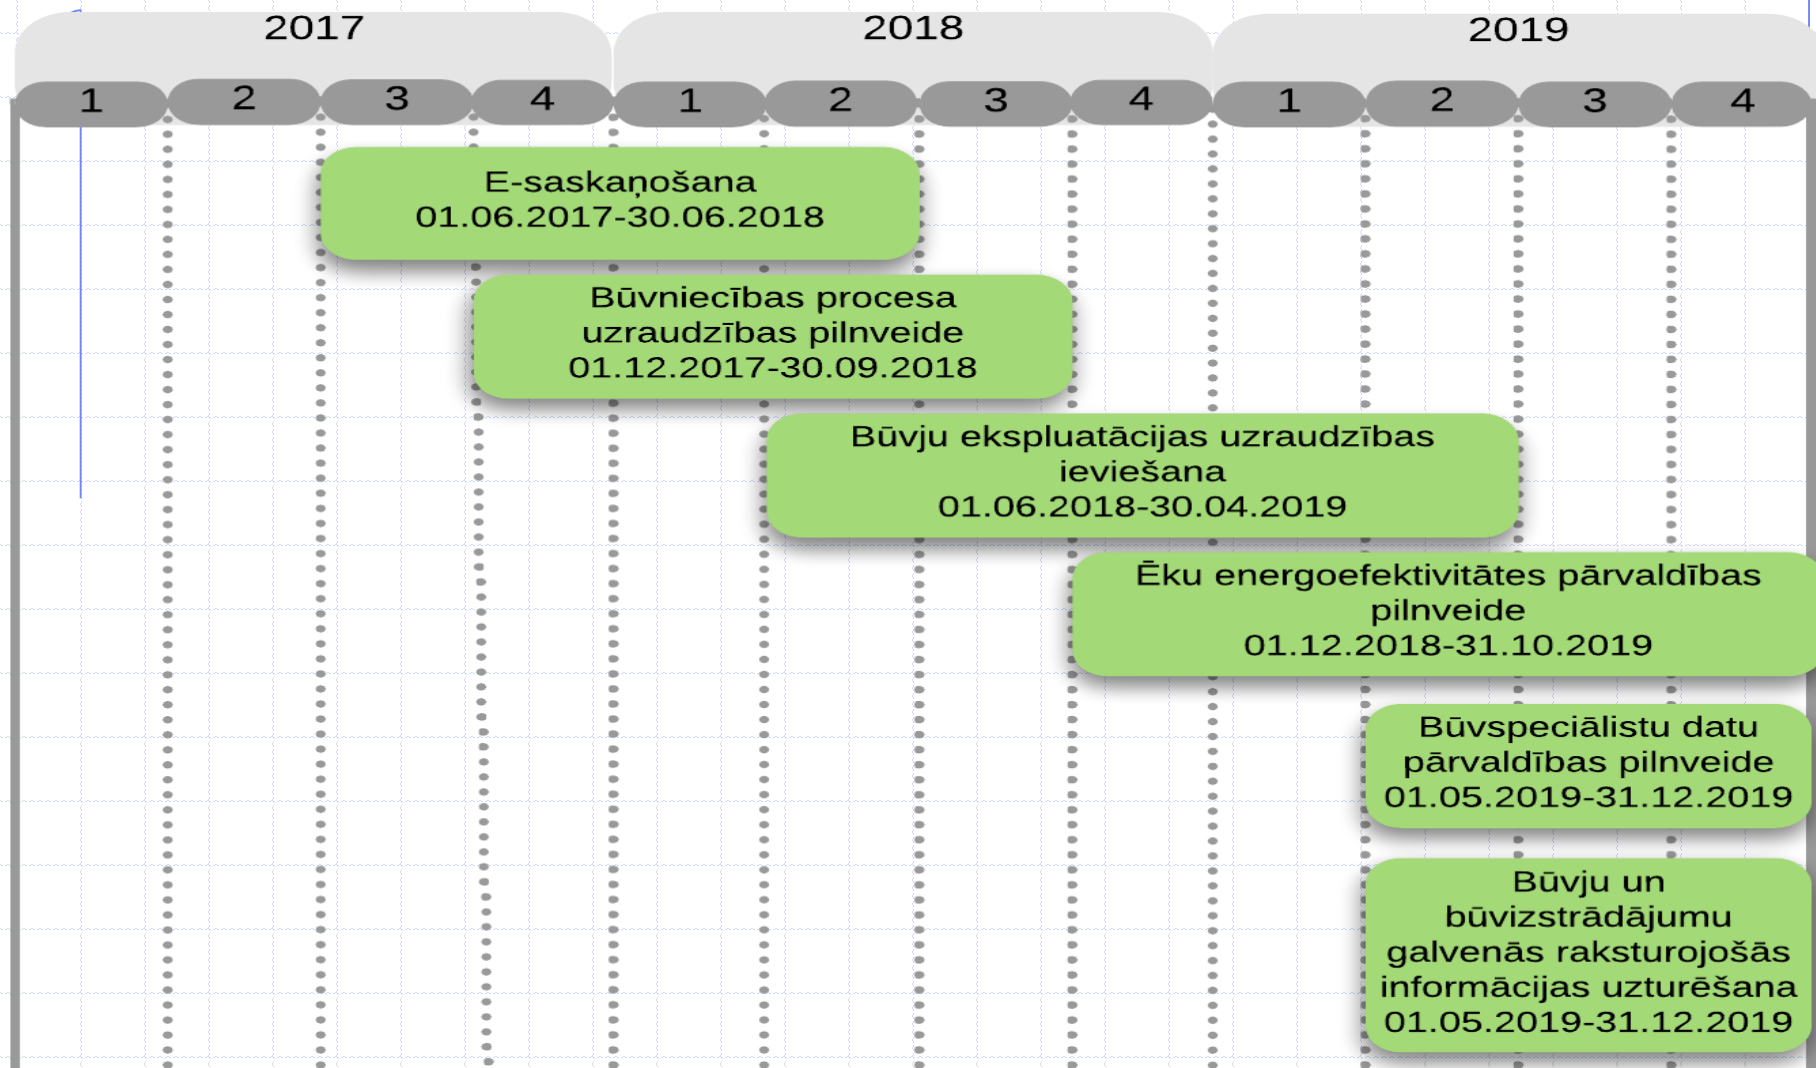 2017 2018 2019
1 2 3 4 1 2 3 4 1 2 3 4
E-saskaņošana
01.06.2017-30.06.2018
Būvniecības procesa
uzraudzības pilnveide
01.12.2017-30.09.2018
Būvju ekspluatācijas uzraudzības
ieviešana
01.06.2018-30.04.2019
Ēku energoefektivitātes pārvaldības
pilnveide
01.12.2018-31.10.2019
Būvspeciālistu datu
pārvaldības pilnveide
01.05.2019-31.12.2019
Būvju un
būvizstrādājumu
galvenās raksturojošās
informācijas uzturēšana
01.05.2019-31.12.2019